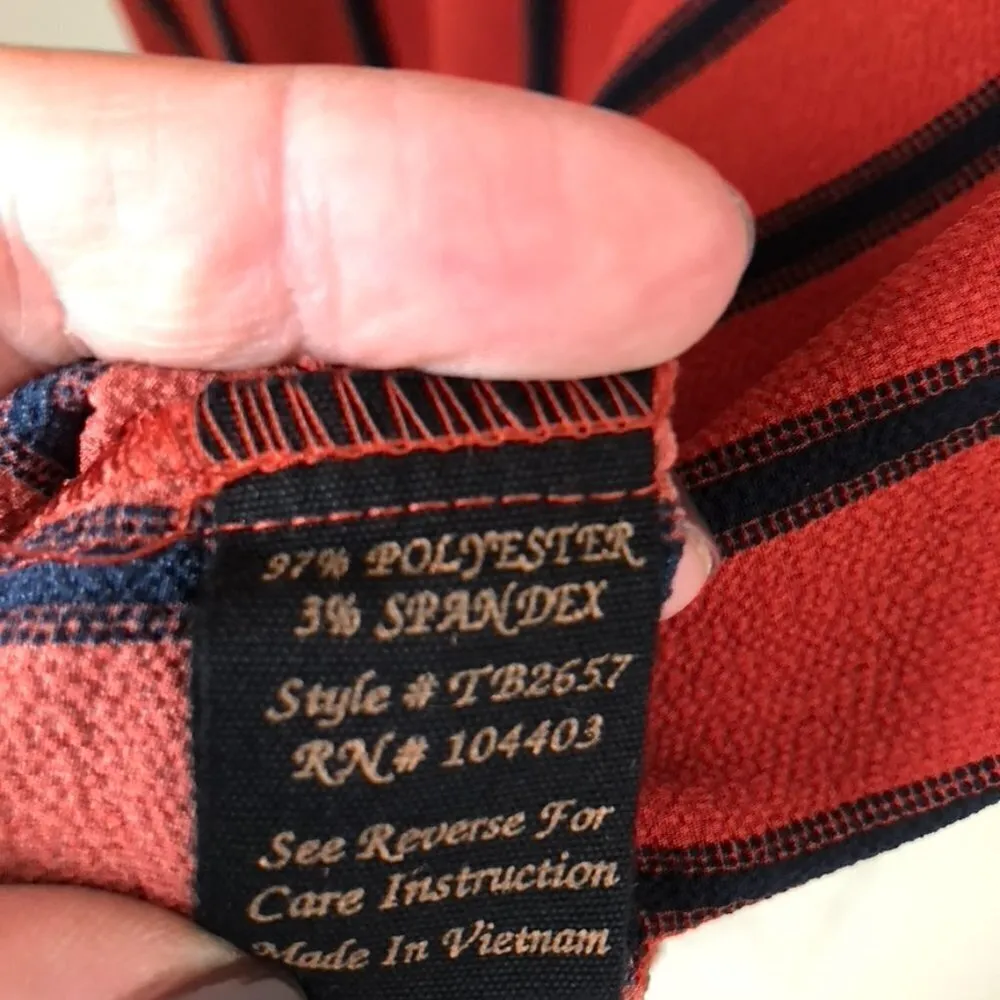 97% POLYESTER
3% SPANDEX
Style # TB2657
RN# 104403
See Reverse For
Care Instruction
Made In Vietnam